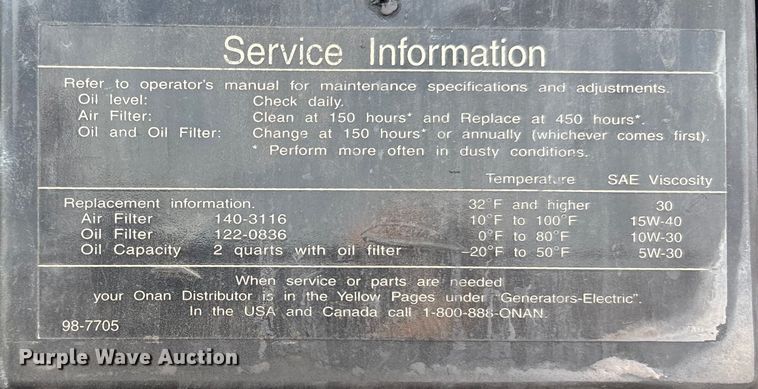 Service Information
Refer to operator's manual for maintenance specifications and adjustments.
Oil level: Check daily.
Air Filter: Clean at 150 hours* and Replace at 450 hours*.
Oil and Oil Filter: Change at 150 hours* or annually (whichever comes first).
* Perform more often in dusty conditions.
Temperature SAE Viscosity
Replacement information. 32°F and higher 30
Air Filter 140-3116 10°F to 100°F 15W-40
Oil Filter 122-0836 0°F to 80°F 10W-30
Oil Capacity 2 quarts with oil filter –20°F to 50°F 5W-30
When service or parts are needed
your Onan Distributor is in the Yellow Pages under "Generators-Electric".
In the USA and Canada call 1-800-888-ONAN.
98-7705
Purple Wave Auction